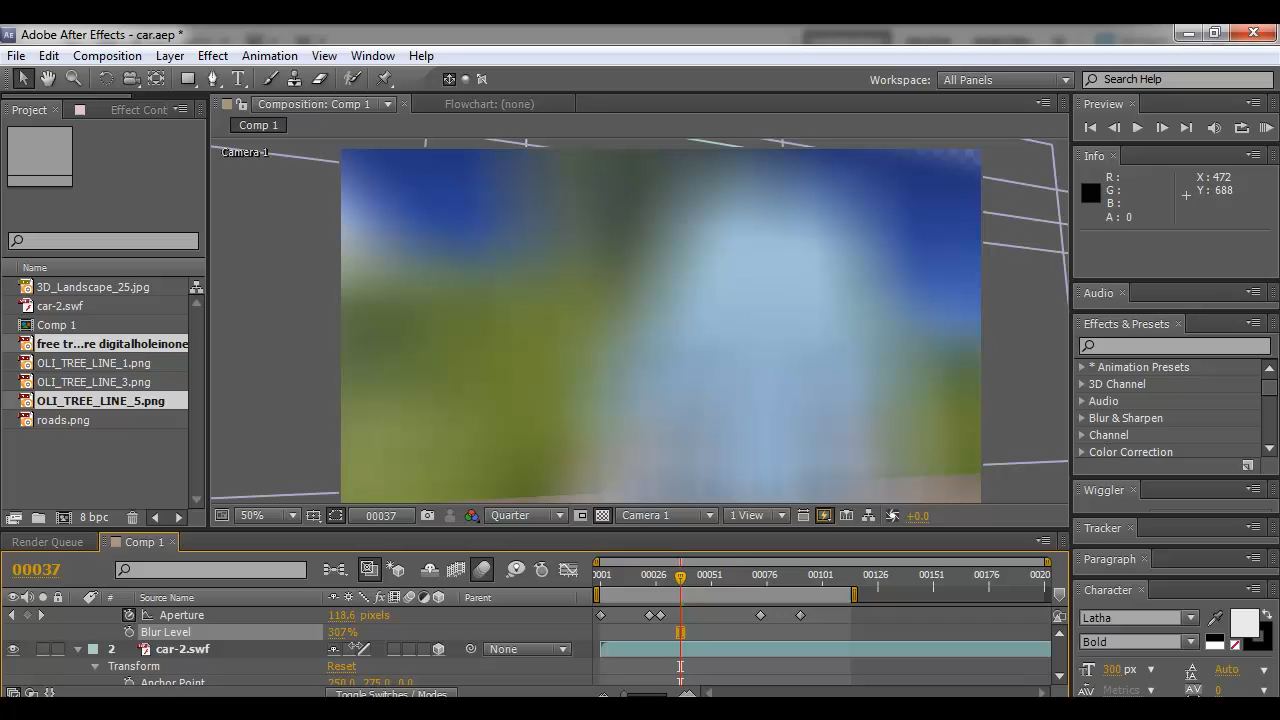 Adobe After Effects - car.aep *
File Edit Composition Layer Effect Animation View Window Help
Workspace: All Panels Search Help
Project Effect Cont
Composition: Comp 1 Flowchart: (none)
Comp 1
Camera 1
Name
3D_Landscape_25.jpg
car-2.swf
Comp 1
free tr...re digitalholeinone
OLI_TREE_LINE_1.png
OLI_TREE_LINE_3.png
OLI_TREE_LINE_5.png
roads.png
8 bpc
50% 00037 Quarter Camera 1 1 View +0.0
Preview
Info
R: X: 472
G: Y: 688
B:
A: 0
Audio
Effects & Presets
* Animation Presets
3D Channel
Audio
Blur & Sharpen
Channel
Color Correction
Wiggler
Tracker
Paragraph
Character
Latha
Bold
300 px Auto
Metrics 0
Render Queue Comp 1
00037
0001 00026 00051 00076 00101 00126 00151 00176 0020
# Source Name Parent
Aperture 118.6 pixels
Blur Level 307%
2 car-2.swf None
Transform Reset
Anchor Point 250.0, 275.0, 0.0
Toggle Switches / Modes